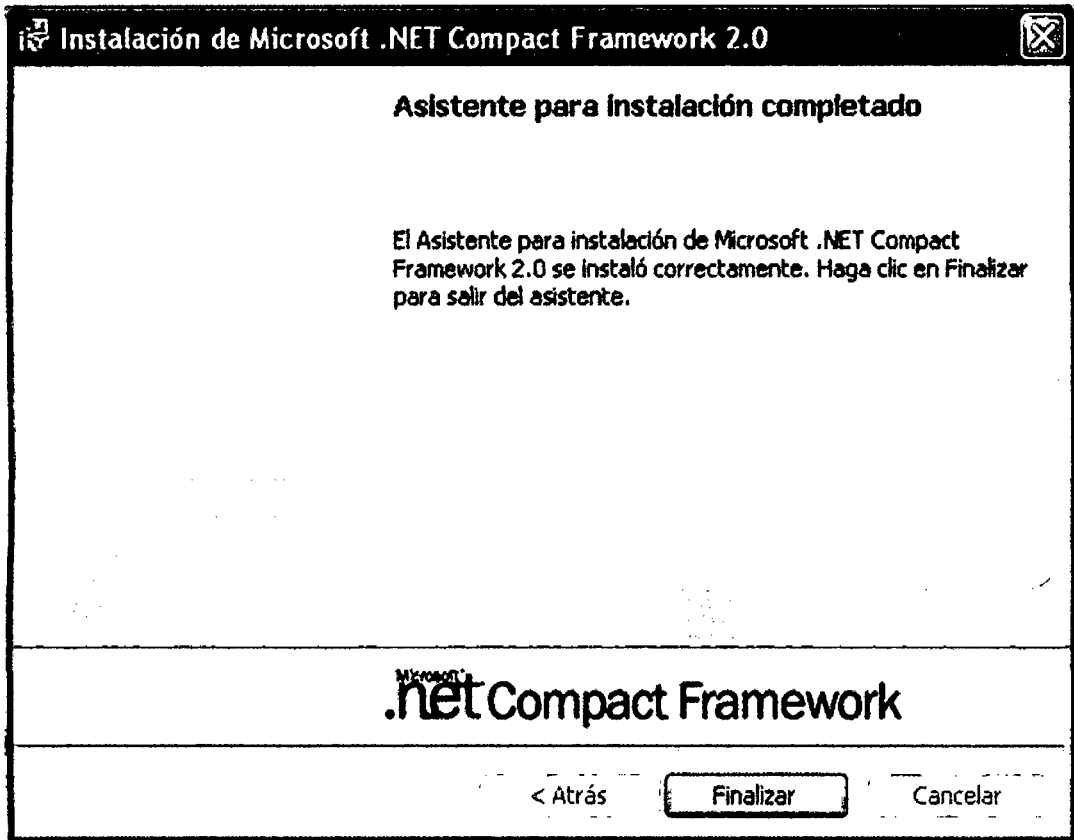 Instalación de Microsoft .NET Compact Framework 2.0
Asistente para instalación completado
El Asistente para instalación de Microsoft .NET Compact
Framework 2.0 se instaló correctamente. Haga clic en Finalizar
para salir del asistente.
Microsoft
.net Compact Framework
< Atrás Finalizar Cancelar